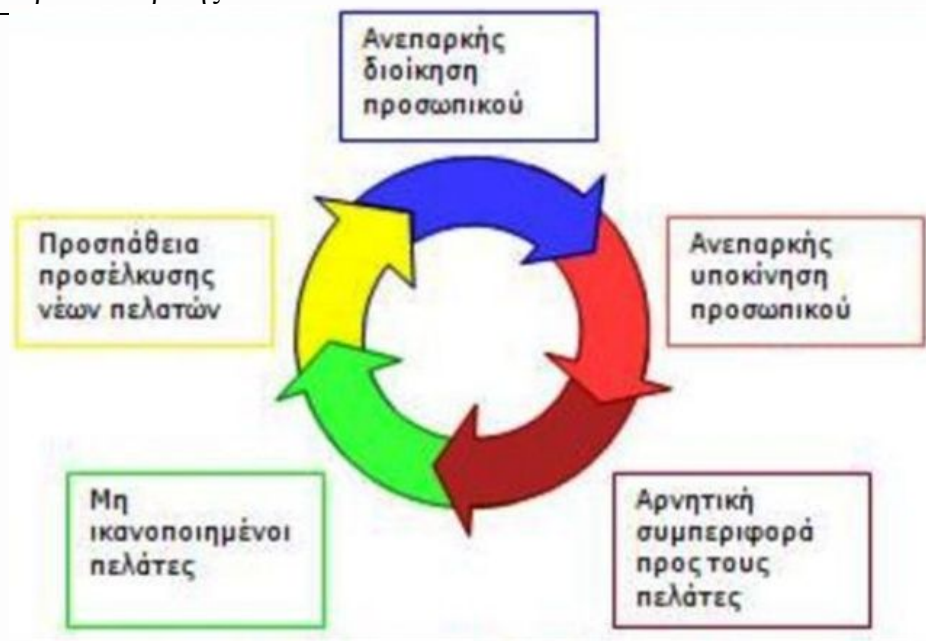 Ανεπαρκής
διοίκηση
προσωπικού
Προσπάθεια
προσέλκυσης
νέων πελατών
Ανεπαρκής
υποκίνηση
προσωπικού
Μη
ικανοποιημένοι
πελάτες
Αρνητική
συμπεριφορά
προς τους
πελάτες